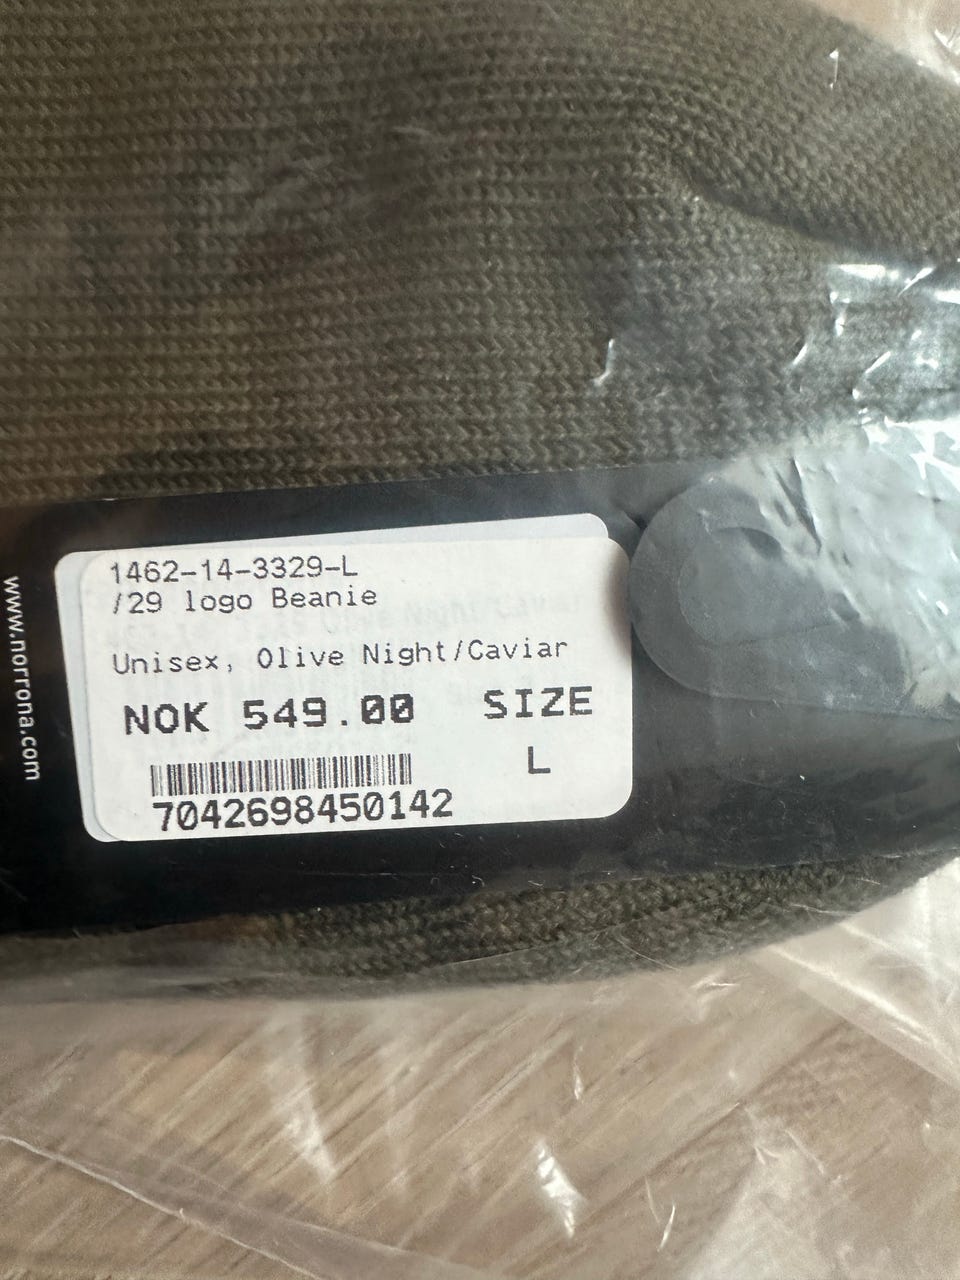 www.norrona.com
1462-14-3329-L
/29 logo Beanie
Unisex, Olive Night/Caviar
NOK 549.00 SIZE
L
7042698450142